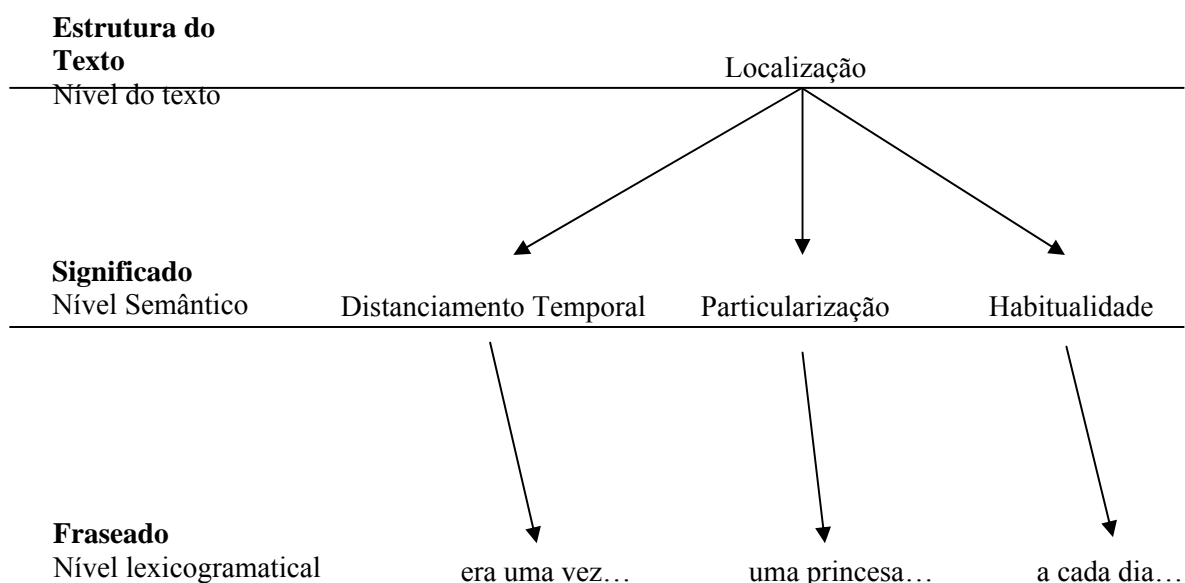 Estrutura do
Texto
Nível do texto
Localização
Significado
Nível Semântico
Distanciamento Temporal
Particularização
Habitualidade
Fraseado
Nível lexicogramatical
era uma vez…
uma princesa…
a cada dia…